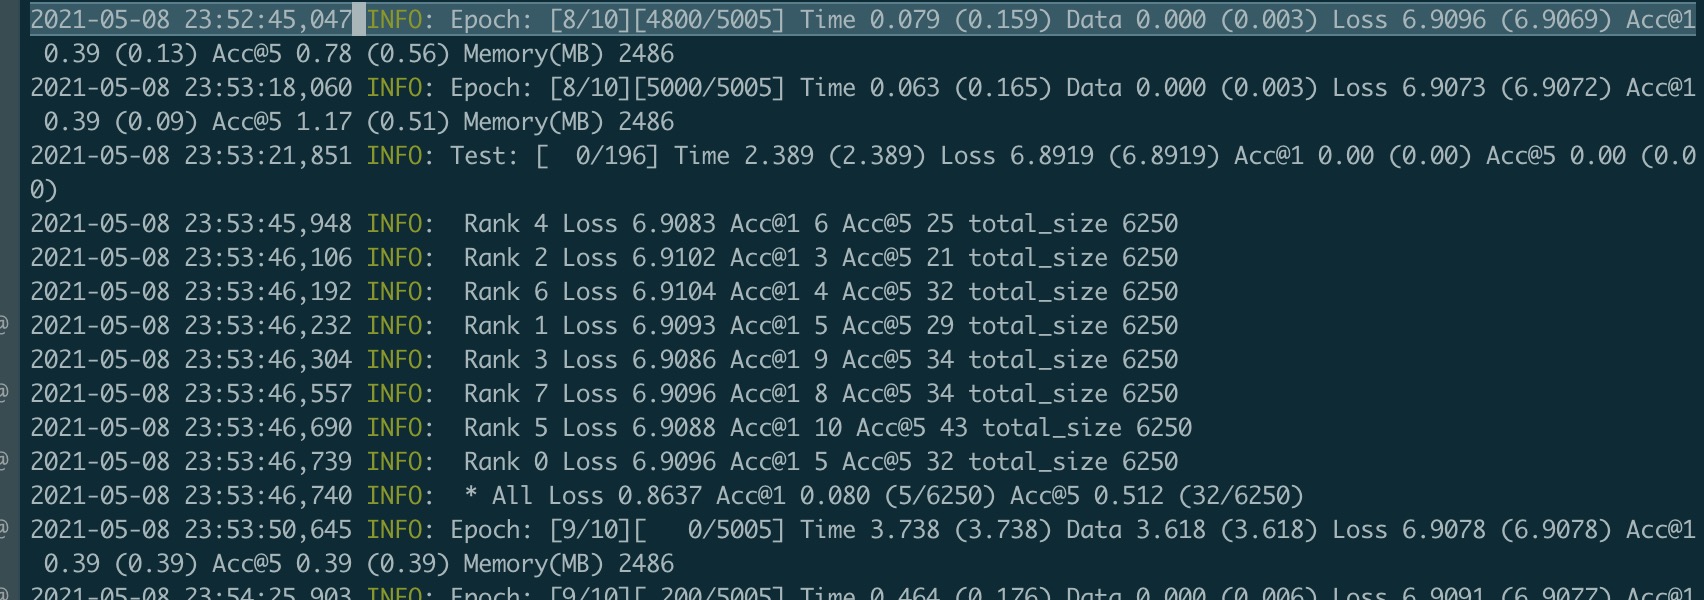 2021-05-08 23:52:45,047 INFO: Epoch: [8/10][4800/5005] Time 0.079 (0.159) Data 0.000 (0.003) Loss 6.9096 (6.9069) Acc@1
0.39 (0.13) Acc@5 0.78 (0.56) Memory(MB) 2486
2021-05-08 23:53:18,060 INFO: Epoch: [8/10][5000/5005] Time 0.063 (0.165) Data 0.000 (0.003) Loss 6.9073 (6.9072) Acc@1
0.39 (0.09) Acc@5 1.17 (0.51) Memory(MB) 2486
2021-05-08 23:53:21,851 INFO: Test: [  0/196] Time 2.389 (2.389) Loss 6.8919 (6.8919) Acc@1 0.00 (0.00) Acc@5 0.00 (0.0
0)
2021-05-08 23:53:45,948 INFO:  Rank 4 Loss 6.9083 Acc@1 6 Acc@5 25 total_size 6250
2021-05-08 23:53:46,106 INFO:  Rank 2 Loss 6.9102 Acc@1 3 Acc@5 21 total_size 6250
2021-05-08 23:53:46,192 INFO:  Rank 6 Loss 6.9104 Acc@1 4 Acc@5 32 total_size 6250
@ 2021-05-08 23:53:46,232 INFO:  Rank 1 Loss 6.9093 Acc@1 5 Acc@5 29 total_size 6250
2021-05-08 23:53:46,304 INFO:  Rank 3 Loss 6.9086 Acc@1 9 Acc@5 34 total_size 6250
@ 2021-05-08 23:53:46,557 INFO:  Rank 7 Loss 6.9096 Acc@1 8 Acc@5 34 total_size 6250
2021-05-08 23:53:46,690 INFO:  Rank 5 Loss 6.9088 Acc@1 10 Acc@5 43 total_size 6250
@ 2021-05-08 23:53:46,739 INFO:  Rank 0 Loss 6.9096 Acc@1 5 Acc@5 32 total_size 6250
2021-05-08 23:53:46,740 INFO:  * All Loss 0.8637 Acc@1 0.080 (5/6250) Acc@5 0.512 (32/6250)
@ 2021-05-08 23:53:50,645 INFO: Epoch: [9/10][   0/5005] Time 3.738 (3.738) Data 3.618 (3.618) Loss 6.9078 (6.9078) Acc@1
0.39 (0.39) Acc@5 0.39 (0.39) Memory(MB) 2486
@ 2021-05-08 23:54:25,903 INFO: Epoch: [9/10][ 200/5005] Time 0.464 (0.176) Data 0.000 (0.006) Loss 6.9091 (6.9077) Acc@1